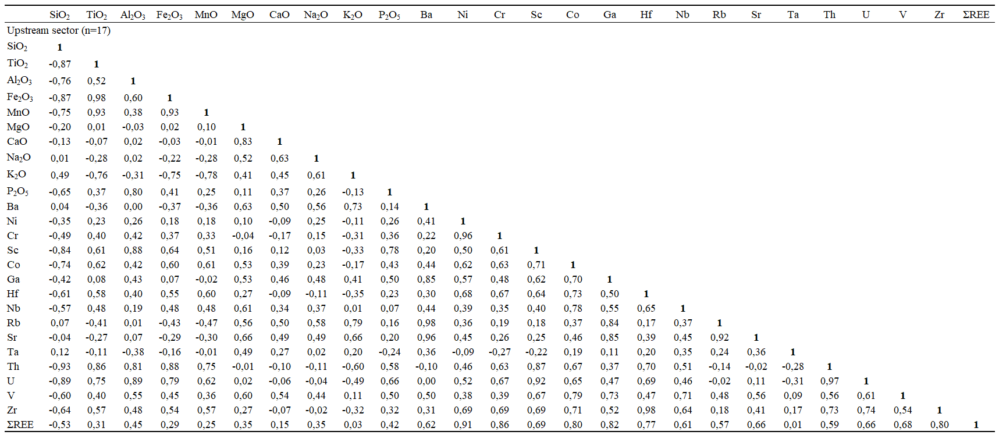 SiO₂ TiO₂ Al₂O₃ Fe₂O₃ MnO MgO CaO Na₂O K₂O P₂O₅ Ba Ni Cr Sc Co Ga Hf Nb Rb Sr Ta Th U V Zr ΣREE
Upstream sector (n=17)
SiO₂ 1
TiO₂ -0,87 1
Al₂O₃ -0,76 0,52 1
Fe₂O₃ -0,87 0,98 0,60 1
MnO -0,75 0,93 0,38 0,93 1
MgO -0,20 0,01 -0,03 0,02 0,10 1
CaO -0,13 -0,07 0,02 -0,03 -0,01 0,83 1
Na₂O 0,01 -0,28 0,02 -0,22 -0,28 0,52 0,63 1
K₂O 0,49 -0,76 -0,31 -0,75 -0,78 0,41 0,45 0,61 1
P₂O₅ -0,65 0,37 0,80 0,41 0,25 0,11 0,37 0,26 -0,13 1
Ba 0,04 -0,36 0,00 -0,37 -0,36 0,63 0,50 0,56 0,73 0,14 1
Ni -0,35 0,23 0,26 0,18 0,18 0,10 -0,09 0,25 -0,11 0,26 0,41 1
Cr -0,49 0,40 0,42 0,37 0,33 -0,04 -0,17 0,15 -0,31 0,36 0,22 0,96 1
Sc -0,84 0,61 0,88 0,64 0,51 0,16 0,12 0,03 -0,33 0,78 0,20 0,50 0,61 1
Co -0,74 0,62 0,42 0,60 0,61 0,53 0,39 0,23 -0,17 0,43 0,44 0,62 0,63 0,71 1
Ga -0,42 0,08 0,43 0,07 -0,02 0,53 0,46 0,48 0,41 0,50 0,85 0,57 0,48 0,62 0,70 1
Hf -0,61 0,58 0,40 0,55 0,60 0,27 -0,09 -0,11 -0,35 0,23 0,30 0,68 0,67 0,64 0,73 0,50 1
Nb -0,57 0,48 0,19 0,48 0,48 0,61 0,34 0,37 0,01 0,07 0,44 0,39 0,35 0,40 0,78 0,55 0,65 1
Rb 0,07 -0,41 0,01 -0,43 -0,47 0,56 0,50 0,58 0,79 0,16 0,98 0,36 0,19 0,18 0,37 0,84 0,17 0,37 1
Sr -0,04 -0,27 0,07 -0,29 -0,30 0,66 0,49 0,49 0,66 0,20 0,96 0,45 0,26 0,25 0,46 0,85 0,39 0,45 0,92 1
Ta 0,12 -0,11 -0,38 -0,16 -0,01 0,49 0,27 0,02 0,20 -0,24 0,36 -0,09 -0,27 -0,22 0,19 0,11 0,20 0,35 0,24 0,36 1
Th -0,93 0,86 0,81 0,88 0,75 -0,01 -0,10 -0,11 -0,60 0,58 -0,10 0,46 0,63 0,87 0,67 0,37 0,70 0,51 -0,14 -0,02 -0,28 1
U -0,89 0,75 0,89 0,79 0,62 0,02 -0,06 -0,04 -0,49 0,66 0,00 0,52 0,67 0,92 0,65 0,47 0,69 0,46 -0,02 0,11 -0,31 0,97 1
V -0,60 0,40 0,55 0,45 0,36 0,60 0,54 0,44 0,11 0,50 0,50 0,38 0,39 0,67 0,79 0,73 0,47 0,71 0,48 0,56 0,09 0,56 0,61 1
Zr -0,64 0,57 0,48 0,54 0,57 0,27 -0,07 -0,02 -0,32 0,32 0,31 0,69 0,69 0,69 0,71 0,52 0,98 0,64 0,18 0,41 0,17 0,73 0,74 0,54 1
ΣREE -0,53 0,31 0,45 0,29 0,25 0,35 0,15 0,35 0,03 0,42 0,62 0,91 0,86 0,69 0,80 0,82 0,77 0,61 0,57 0,66 0,01 0,59 0,66 0,68 0,80 1